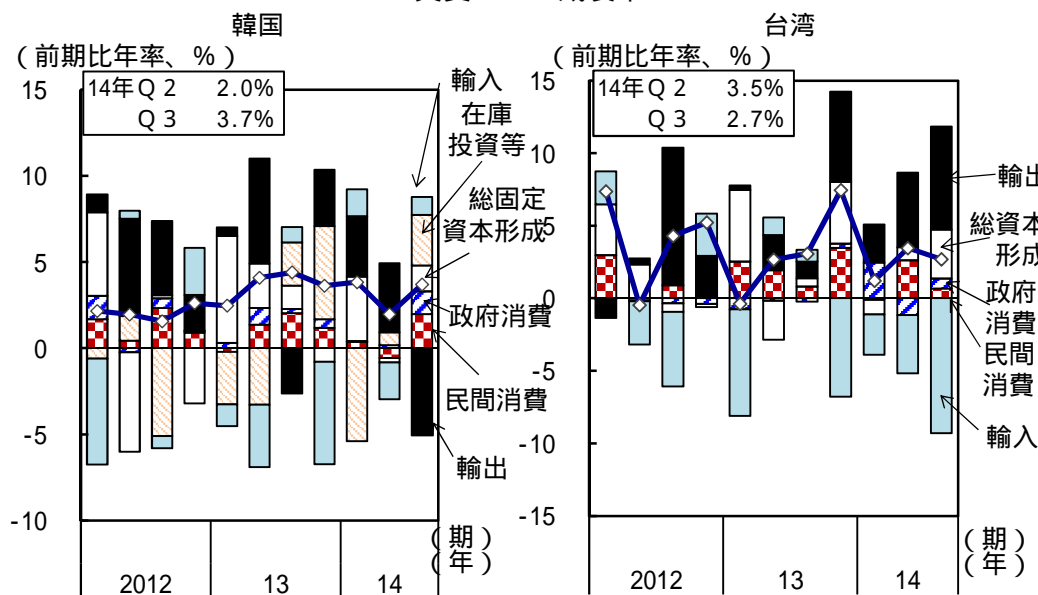 韓国
(前期比年率、%)
14年Q2 2.0%
Q3 3.7%
15
10
5
0
-5
-10
輸入
在庫
投資等
総固定
資本形成
政府消費
民間消費
輸出
(期)
(年)
2012
13
14
台湾
(前期比年率、%)
14年Q2 3.5%
Q3 2.7%
15
10
5
0
-5
-10
-15
輸出
総資本
形成
政府
消費
民間
消費
輸入
(期)
(年)
2012
13
14